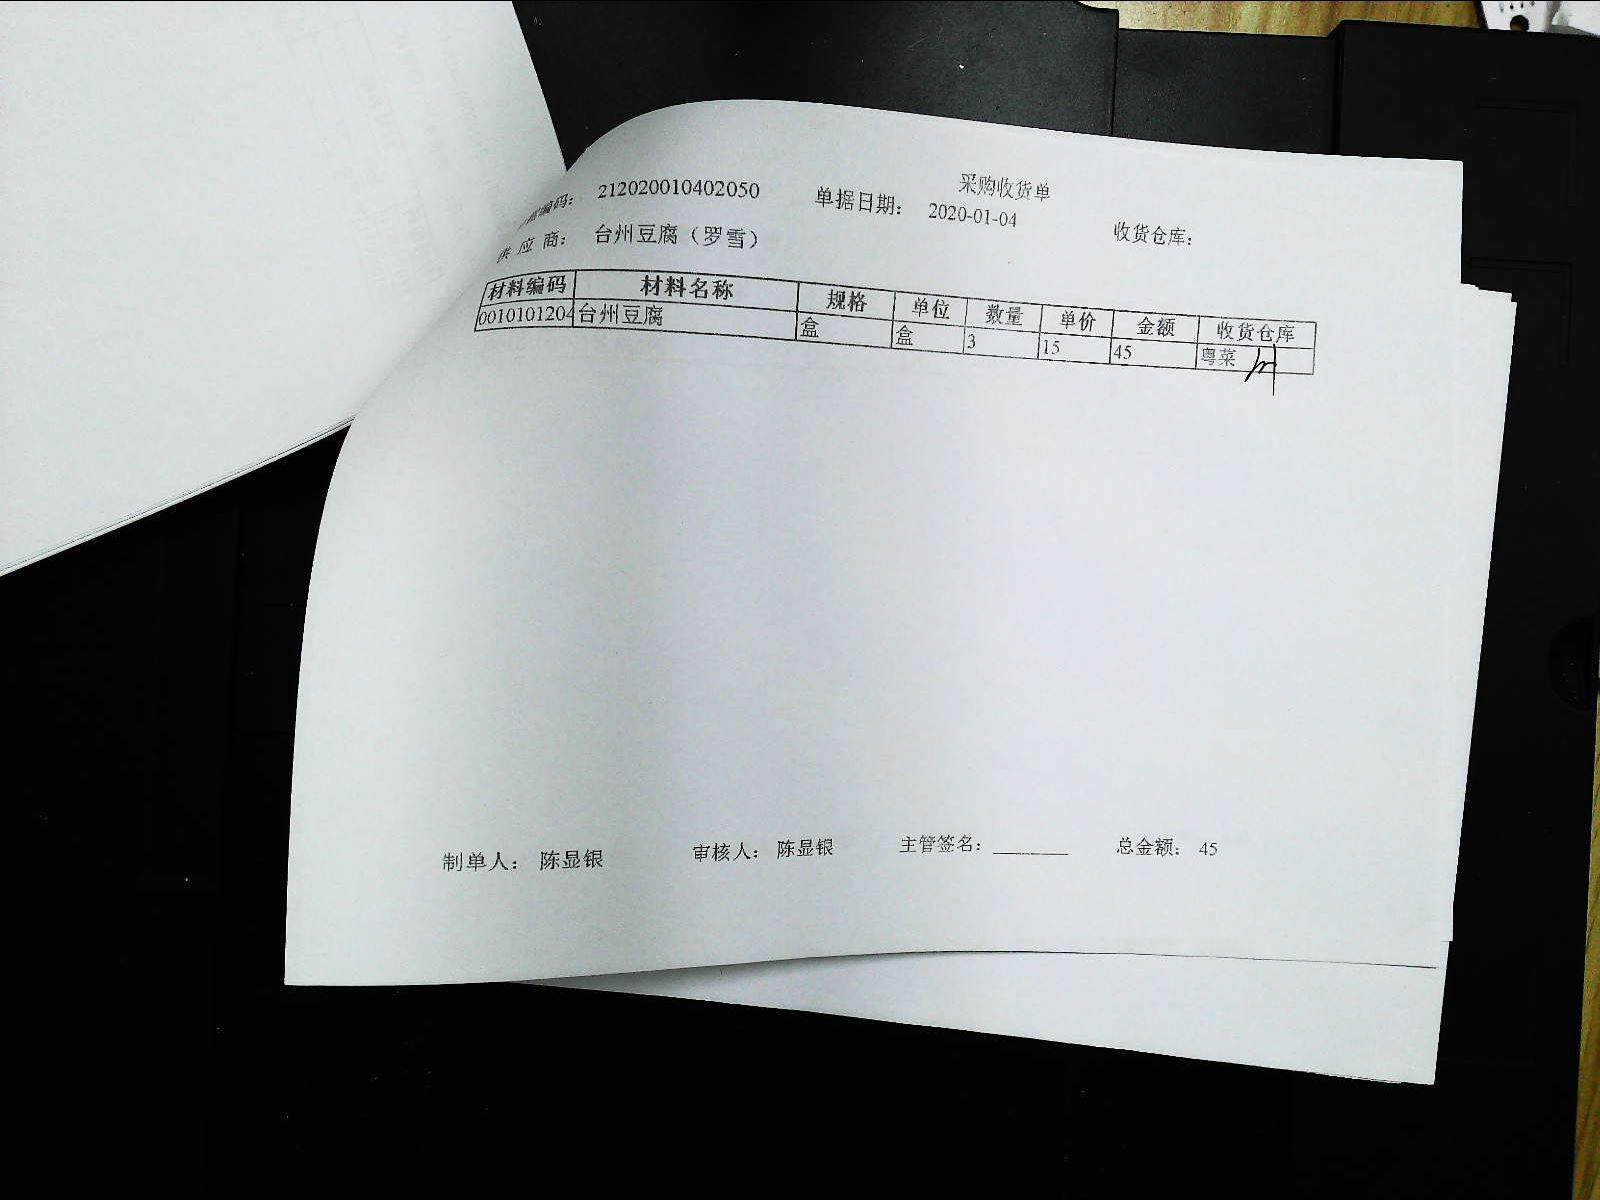 采购收货单
单据编码： 212020010402050 单据日期： 2020-01-04 收货仓库：
供 应 商： 台州豆腐（罗雪）
材料编码 材料名称 规格 单位 数量 单价 金额 收货仓库
0010101204 台州豆腐 盒 盒 3 15 45 粤菜
制单人： 陈显银 审核人： 陈显银 主管签名： 总金额： 45